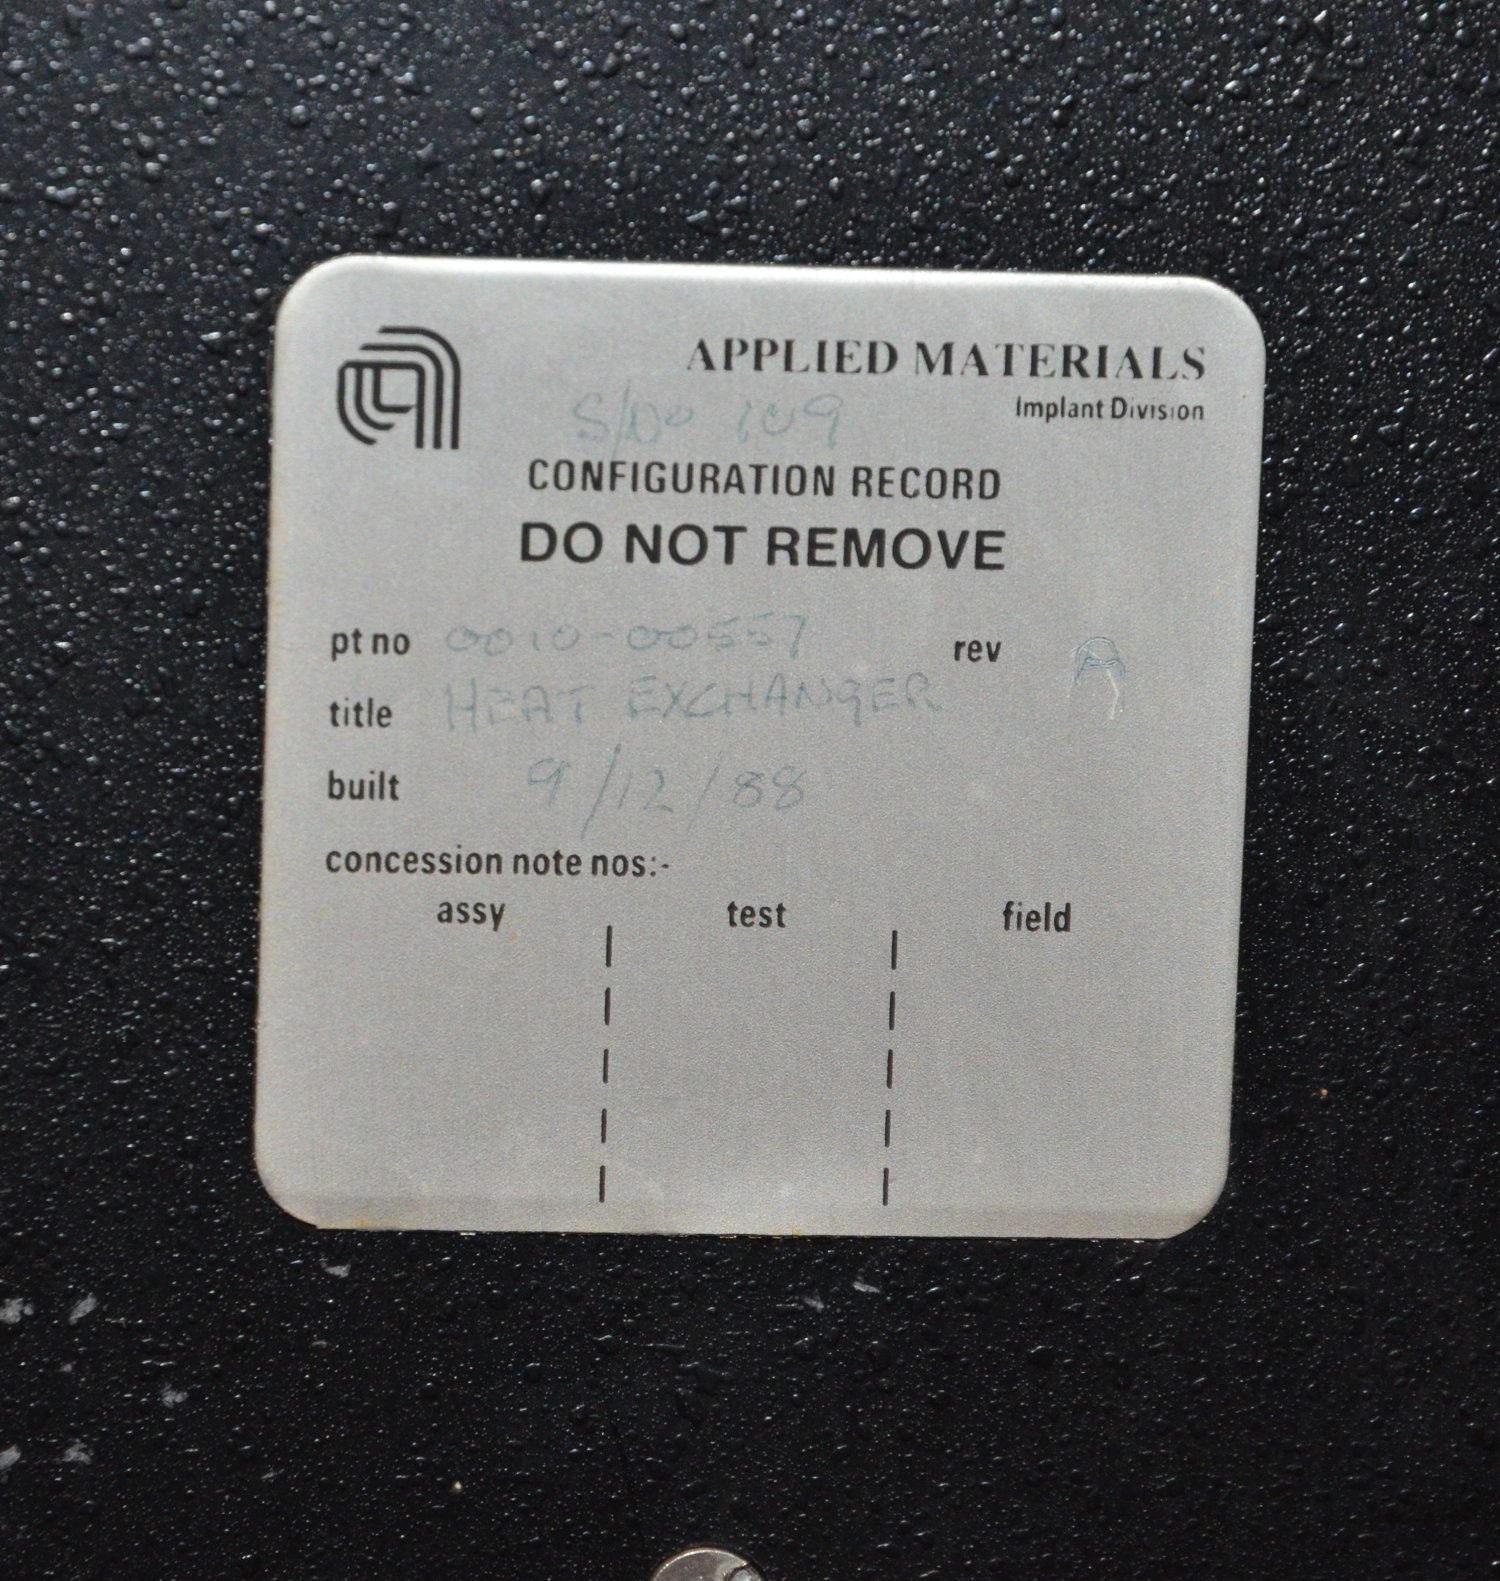 APPLIED MATERIALS
Implant Division
S/No 109
CONFIGURATION RECORD
DO NOT REMOVE
pt no 0010-00557 rev A
title HEAT EXCHANGER
built 9/12/88
concession note nos:-
assy test field